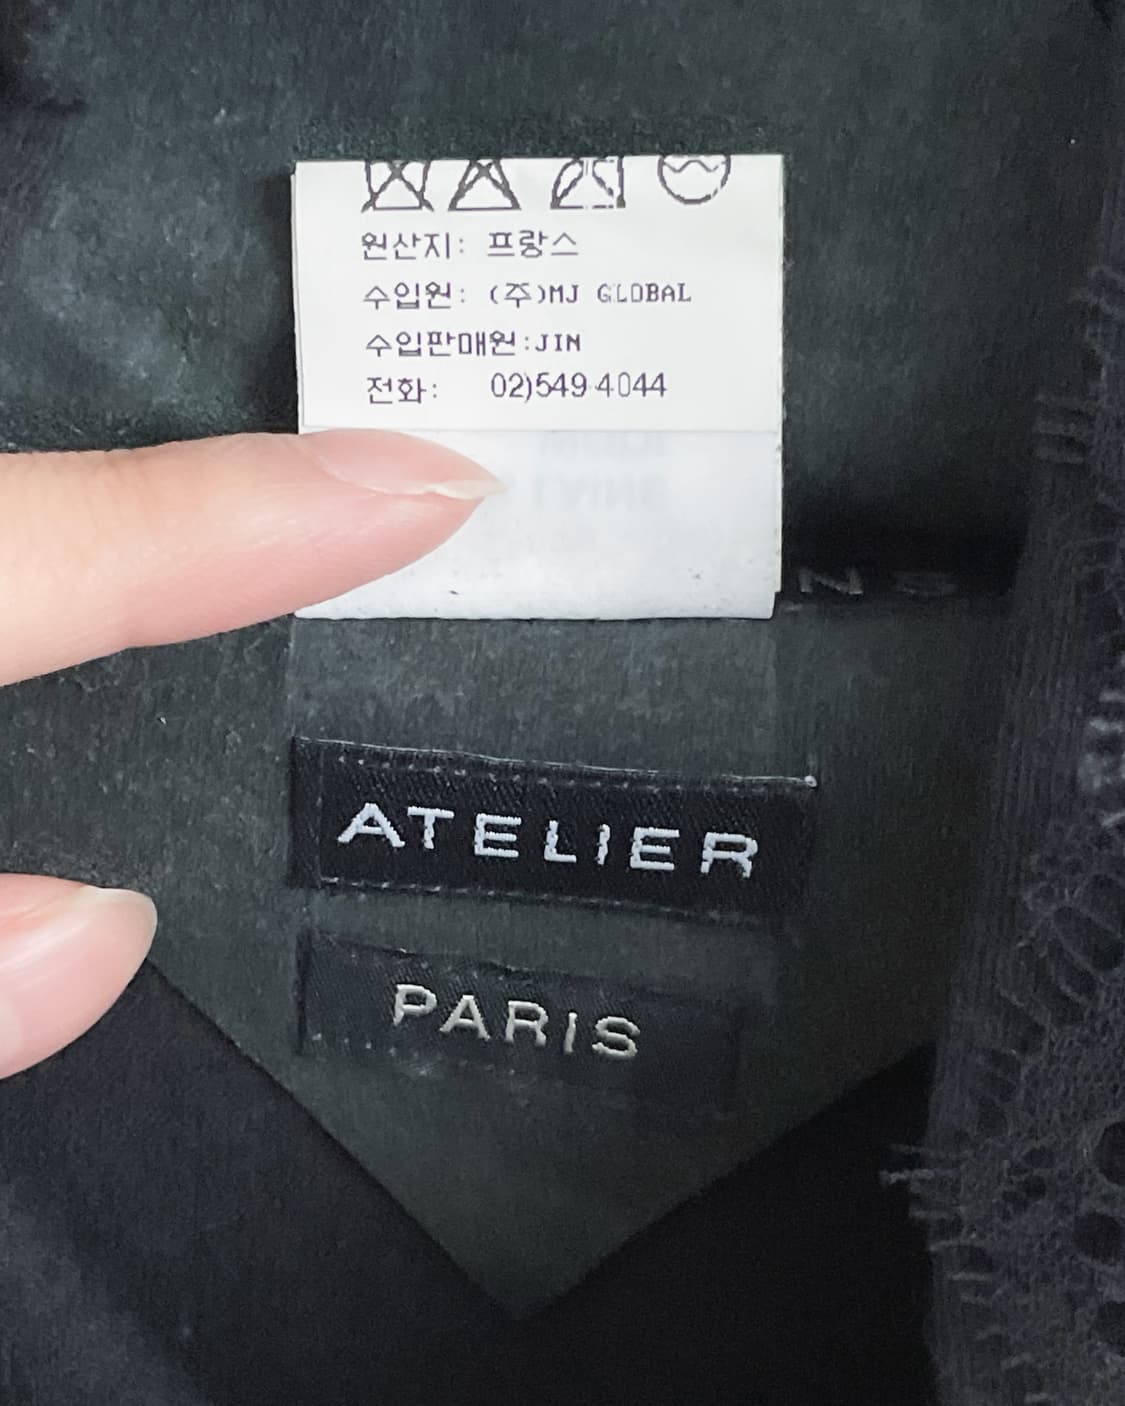 원산지: 프랑스
수입원: (주)MJ GLOBAL
수입판매원:JIN
전화: 02)549-4044
LAINE
N S
ATELIER
PARIS